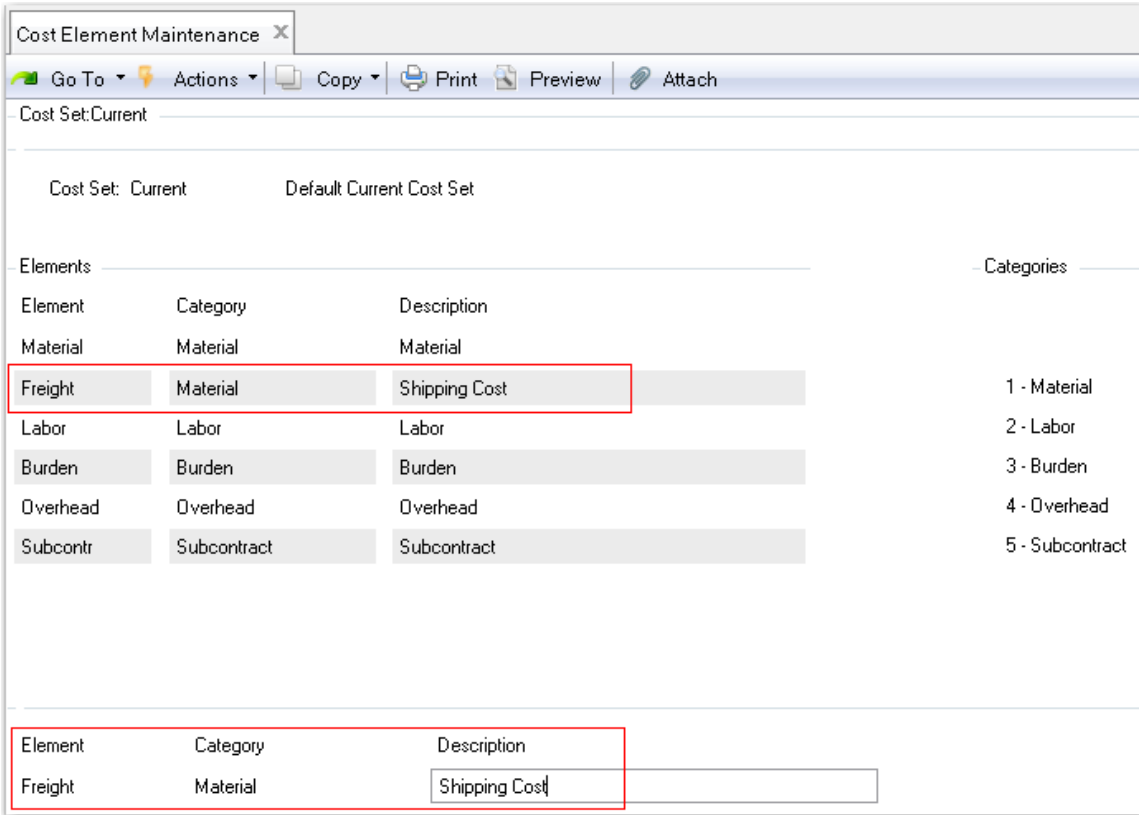 Cost Element Maintenance X
Go To Actions Copy Print Preview Attach
Cost Set:Current
Cost Set: Current Default Current Cost Set
Elements Categories
Element Category Description
Material Material Material
Freight Material Shipping Cost 1 - Material
Labor Labor Labor 2 - Labor
Burden Burden Burden 3 - Burden
Overhead Overhead Overhead 4 - Overhead
Subcontr Subcontract Subcontract 5 - Subcontract
Element Category Description
Freight Material Shipping Cost